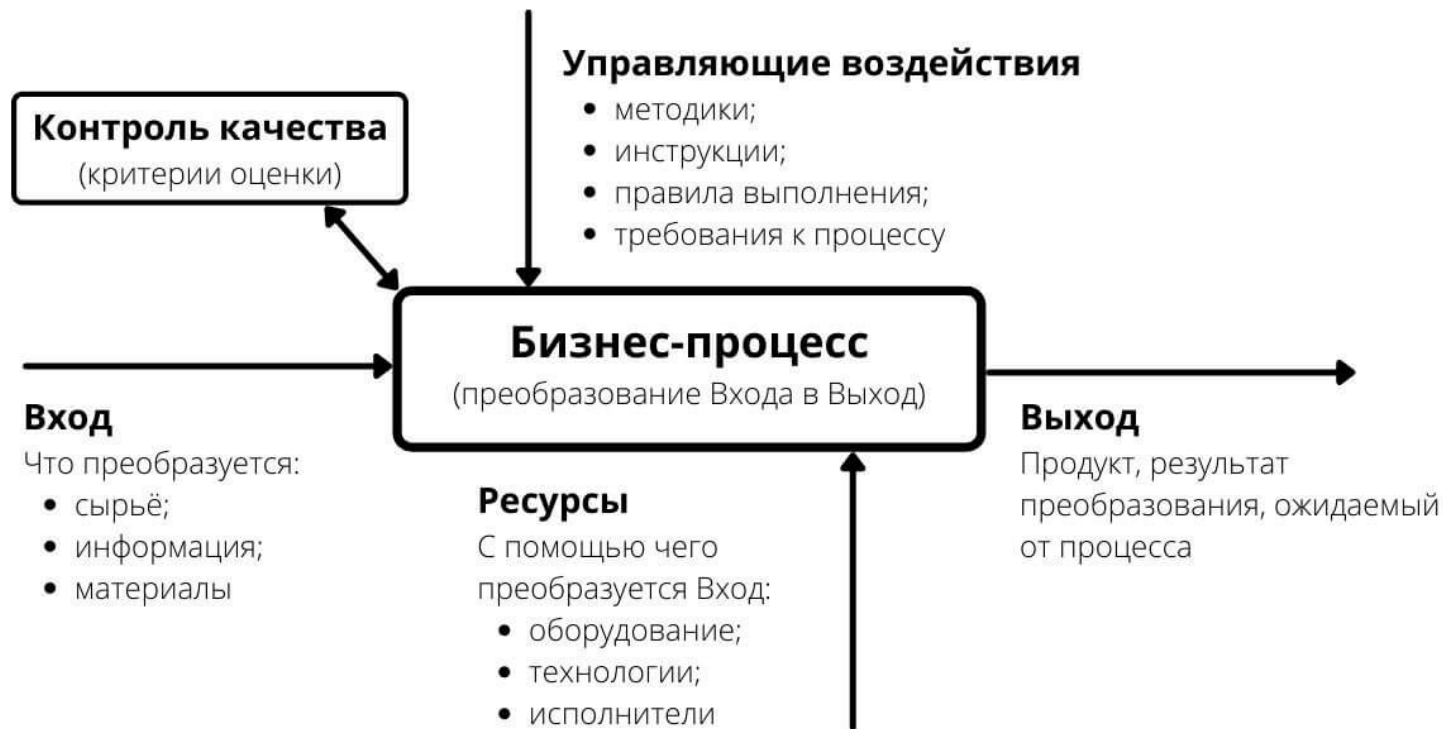 Управляющие воздействия
• методики;
• инструкции;
• правила выполнения;
• требования к процессу
Контроль качества
(критерии оценки)
Бизнес-процесс
(преобразование Входа в Выход)
Вход
Что преобразуется:
• сырьё;
• информация;
• материалы
Ресурсы
С помощью чего
преобразуется Вход:
• оборудование;
• технологии;
• исполнители
Выход
Продукт, результат
преобразования, ожидаемый
от процесса